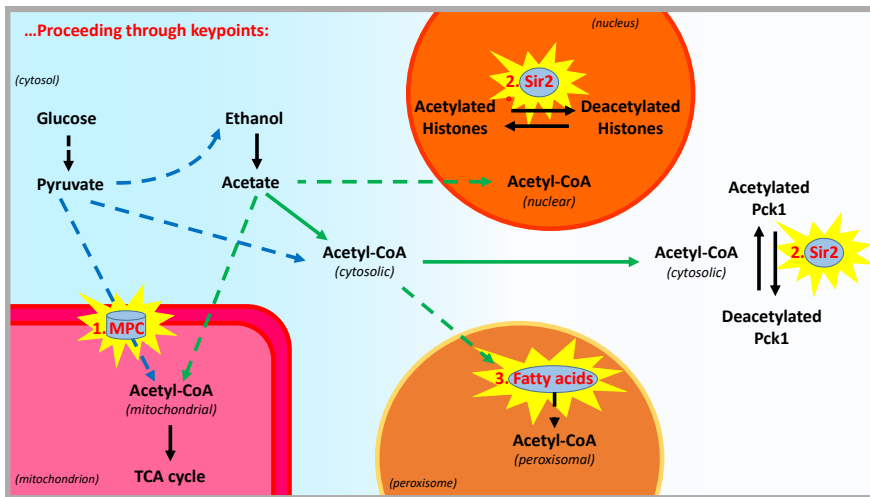 ...Proceeding through keypoints:
(nucleus)
(cytosol)
2. Sir2
Acetylated
Histones
Deacetylated
Histones
Glucose
Ethanol
Pyruvate
Acetate
Acetyl-CoA
(nuclear)
Acetylated
Pck1
Acetyl-CoA
(cytosolic)
Acetyl-CoA
(cytosolic)
2. Sir2
Deacetylated
Pck1
1. MPC
3. Fatty acids
Acetyl-CoA
(mitochondrial)
Acetyl-CoA
(peroxisomal)
TCA cycle
(mitochondrion)
(peroxisome)